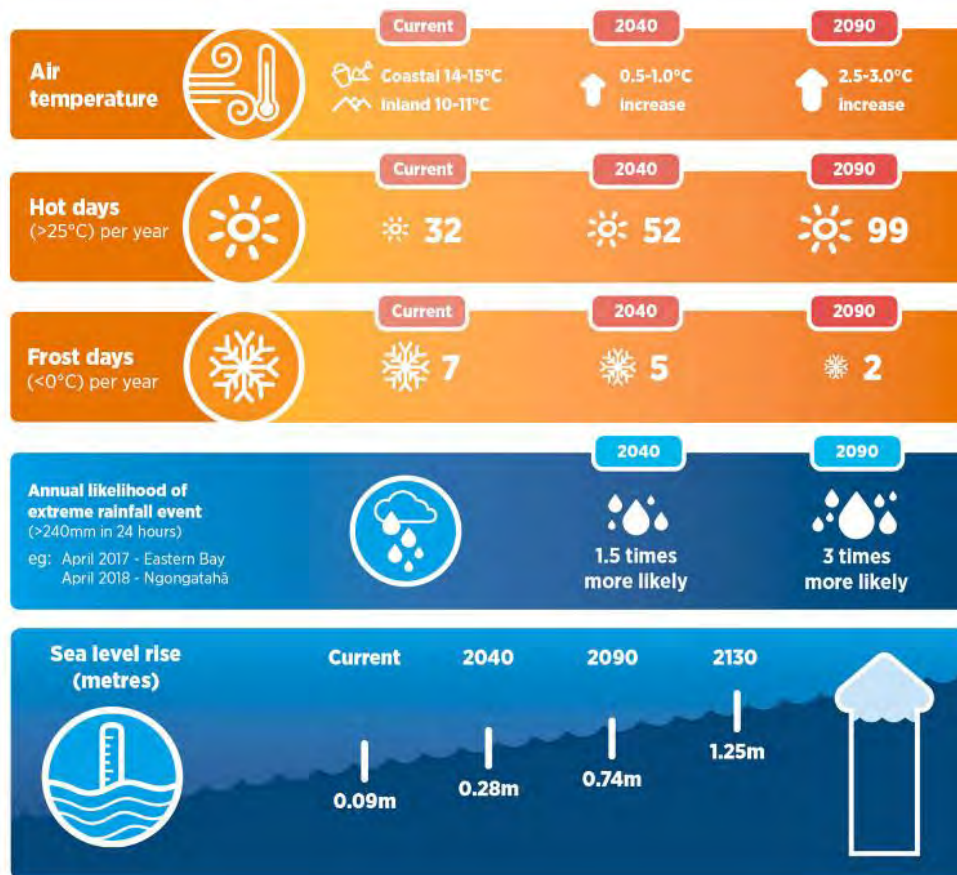 Current 2040 2090
Air
temperature
Coastal 14-15°C
Inland 10-11°C
0.5-1.0°C
increase
2.5-3.0°C
increase
Current 2040 2090
Hot days
(>25°C) per year
32 52 99
Current 2040 2090
Frost days
(<0°C) per year
7 5 2
2040 2090
Annual likelihood of
extreme rainfall event
(>240mm in 24 hours)
eg: April 2017 - Eastern Bay
April 2018 - Ngongatahā
1.5 times
more likely
3 times
more likely
Sea level rise
(metres)
Current 2040 2090 2130
0.09m 0.28m 0.74m 1.25m